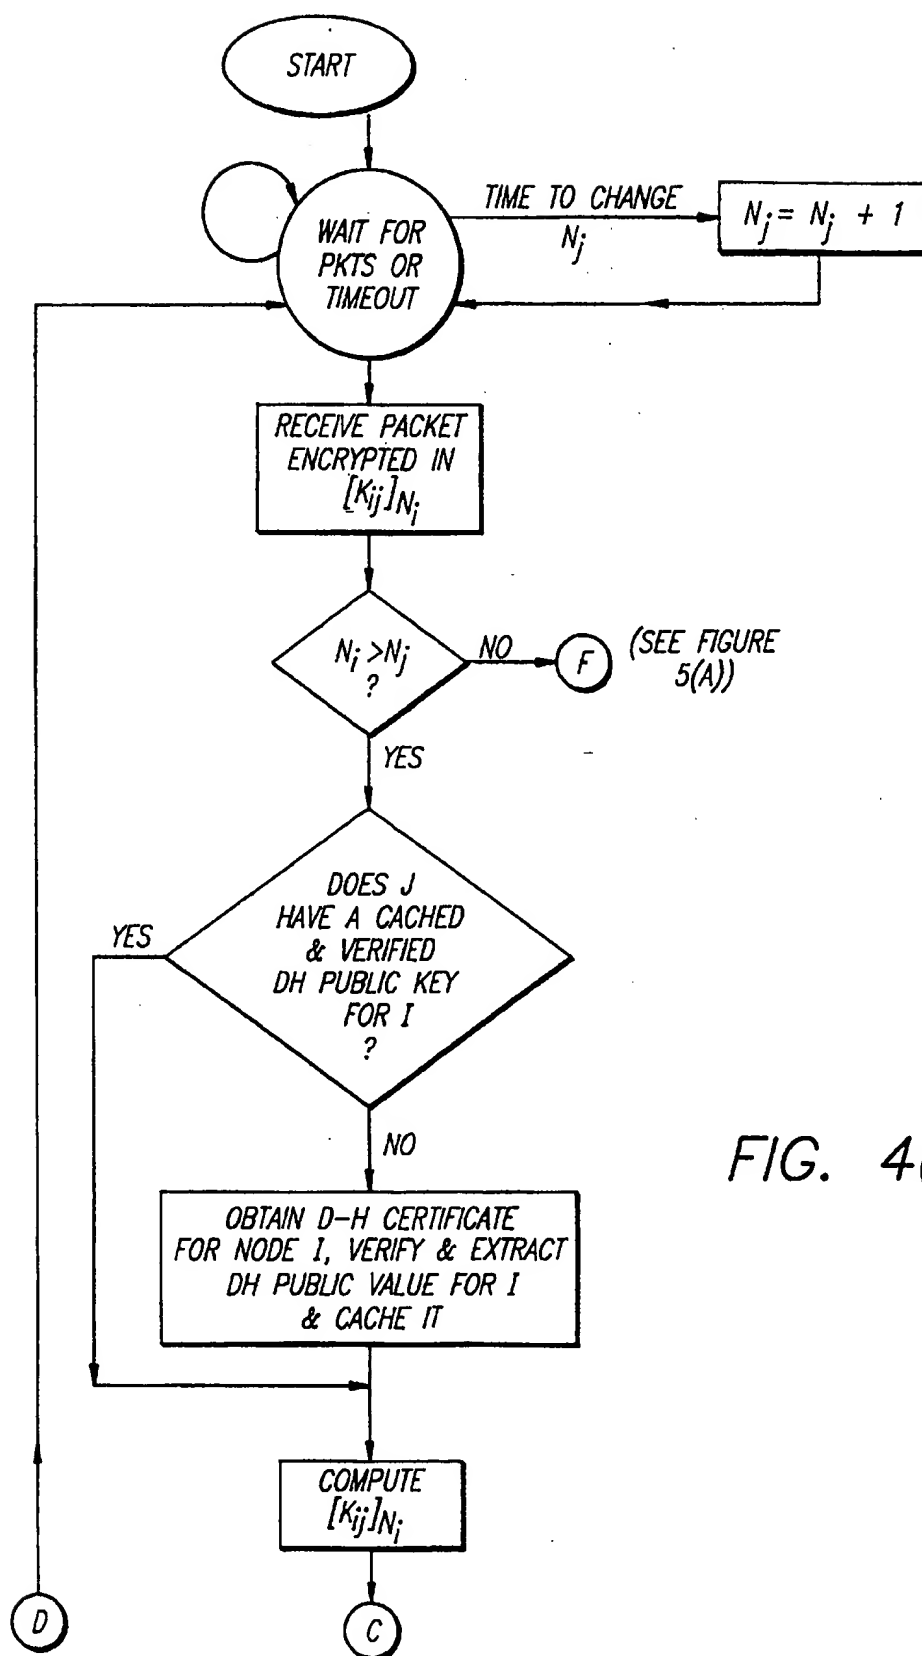 START
WAIT FOR
PKTS OR
TIMEOUT
TIME TO CHANGE
Nj
Nj = Nj + 1
RECEIVE PACKET
ENCRYPTED IN
[Kij]Ni
Ni >Nj
?
NO
F
(SEE FIGURE
5(A))
YES
DOES J
HAVE A CACHED
& VERIFIED
DH PUBLIC KEY
FOR I
?
YES
NO
FIG. 4(
OBTAIN D-H CERTIFICATE
FOR NODE I, VERIFY & EXTRACT
DH PUBLIC VALUE FOR I
& CACHE IT
COMPUTE
[Kij]Ni
D
C